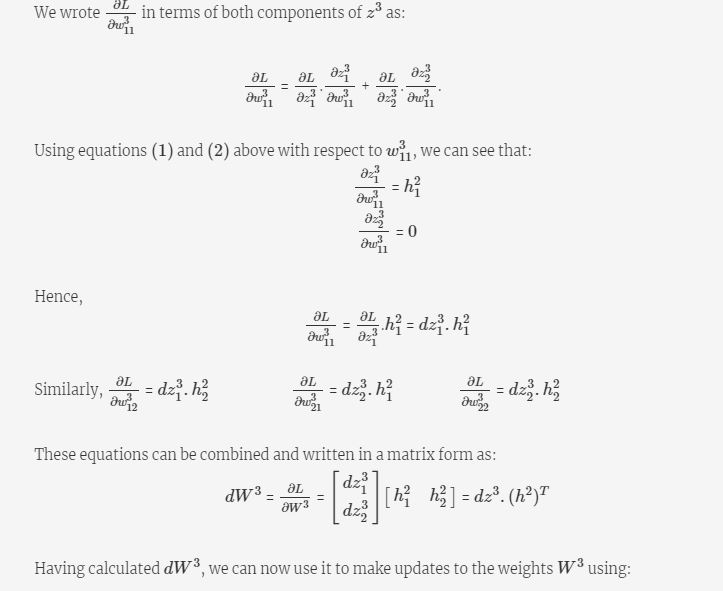 We wrote ∂L/∂w³₁₁ in terms of both components of z³ as:
∂L/∂w³₁₁ = ∂L/∂z³₁ . ∂z³₁/∂w³₁₁ + ∂L/∂z³₂ . ∂z³₂/∂w³₁₁.
Using equations (1) and (2) above with respect to w³₁₁, we can see that:
∂z³₁/∂w³₁₁ = h²₁
∂z³₂/∂w³₁₁ = 0
Hence,
∂L/∂w³₁₁ = ∂L/∂z³₁ .h²₁ = dz³₁. h²₁
Similarly, ∂L/∂w³₁₂ = dz³₁. h²₂ ∂L/∂w³₂₁ = dz³₂. h²₁ ∂L/∂w³₂₂ = dz³₂. h²₂
These equations can be combined and written in a matrix form as:
dW³ = ∂L/∂W³ = [dz³₁ dz³₂] [h²₁ h²₂] = dz³. (h²)ᵀ
Having calculated dW³, we can now use it to make updates to the weights W³ using: